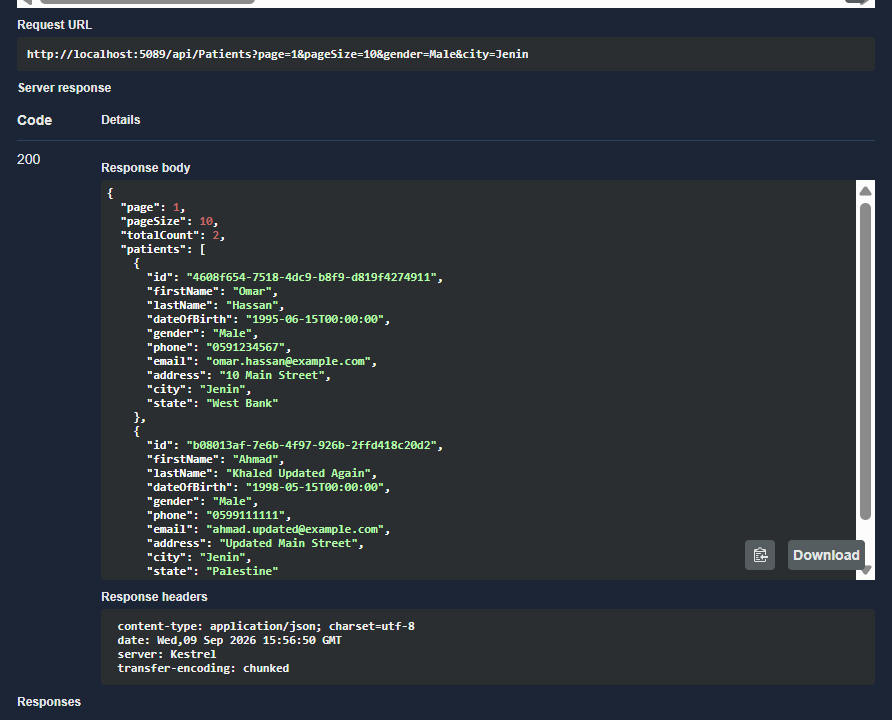 Request URL
http://localhost:5089/api/Patients?page=1&pageSize=10&gender=Male&city=Jenin
Server response
Code Details
200
Response body
{
  "page": 1,
  "pageSize": 10,
  "totalCount": 2,
  "patients": [
    {
      "id": "4608f654-7518-4dc9-b8f9-d819f4274911",
      "firstName": "Omar",
      "lastName": "Hassan",
      "dateOfBirth": "1995-06-15T00:00:00",
      "gender": "Male",
      "phone": "0591234567",
      "email": "omar.hassan@example.com",
      "address": "10 Main Street",
      "city": "Jenin",
      "state": "West Bank"
    },
    {
      "id": "b08013af-7e6b-4f97-926b-2ffd418c20d2",
      "firstName": "Ahmad",
      "lastName": "Khaled Updated Again",
      "dateOfBirth": "1998-05-15T00:00:00",
      "gender": "Male",
      "phone": "0599111111",
      "email": "ahmad.updated@example.com",
      "address": "Updated Main Street",
      "city": "Jenin",
      "state": "Palestine"
Download
Response headers
content-type: application/json; charset=utf-8
date: Wed,09 Sep 2026 15:56:50 GMT
server: Kestrel
transfer-encoding: chunked
Responses